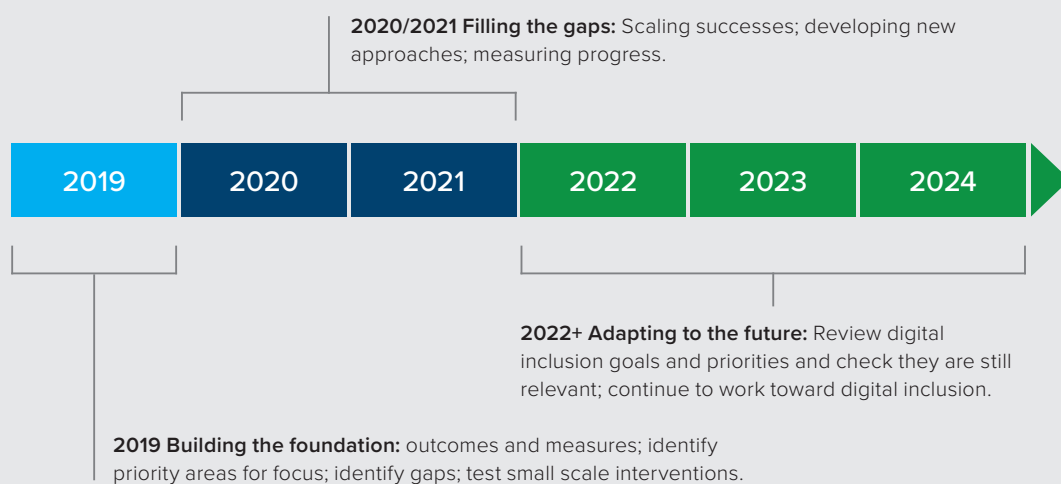 2020/2021 Filling the gaps: Scaling successes; developing new
approaches; measuring progress.
2019
2020
2021
2022
2023
2024
2022+ Adapting to the future: Review digital
inclusion goals and priorities and check they are still
relevant; continue to work toward digital inclusion.
2019 Building the foundation: outcomes and measures; identify
priority areas for focus; identify gaps; test small scale interventions.